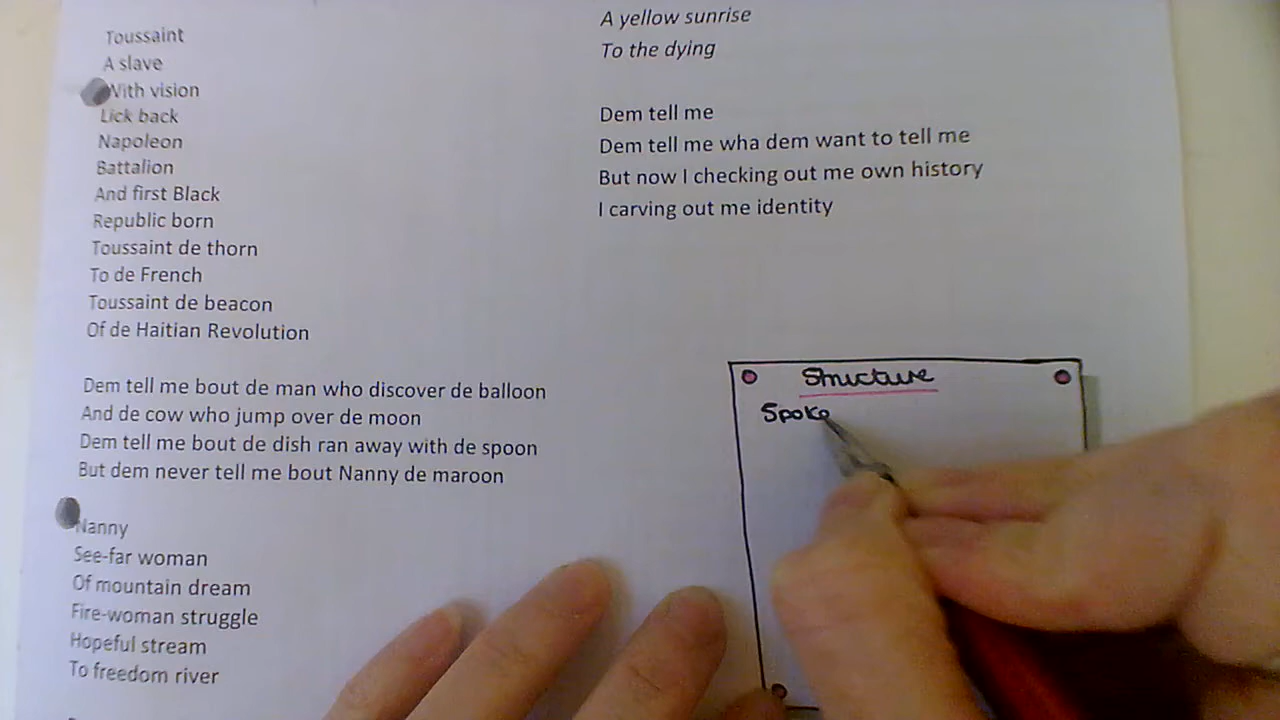 Toussaint
A slave
With vision
Lick back
Napoleon
Battalion
And first Black
Republic born
Toussaint de thorn
To de French
Toussaint de beacon
Of de Haitian Revolution
Dem tell me bout de man who discover de balloon
And de cow who jump over de moon
Dem tell me bout de dish ran away with de spoon
But dem never tell me bout Nanny de maroon
Nanny
See-far woman
Of mountain dream
Fire-woman struggle
Hopeful stream
To freedom river
A yellow sunrise
To the dying
Dem tell me
Dem tell me wha dem want to tell me
But now I checking out me own history
I carving out me identity
Structure
Spoke